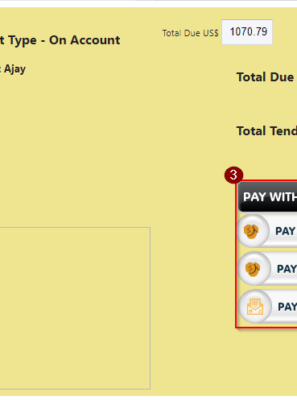 t Type - On Account
Total Due US$ 1070.79
: Ajay
Total Due
Total Tend
3
PAY WITH
PAY
PAY
PAY